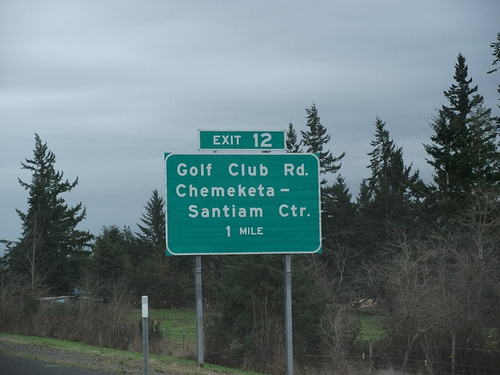 EXIT 12
Golf Club Rd.
Chemeketa –
Santiam Ctr.
1 MILE